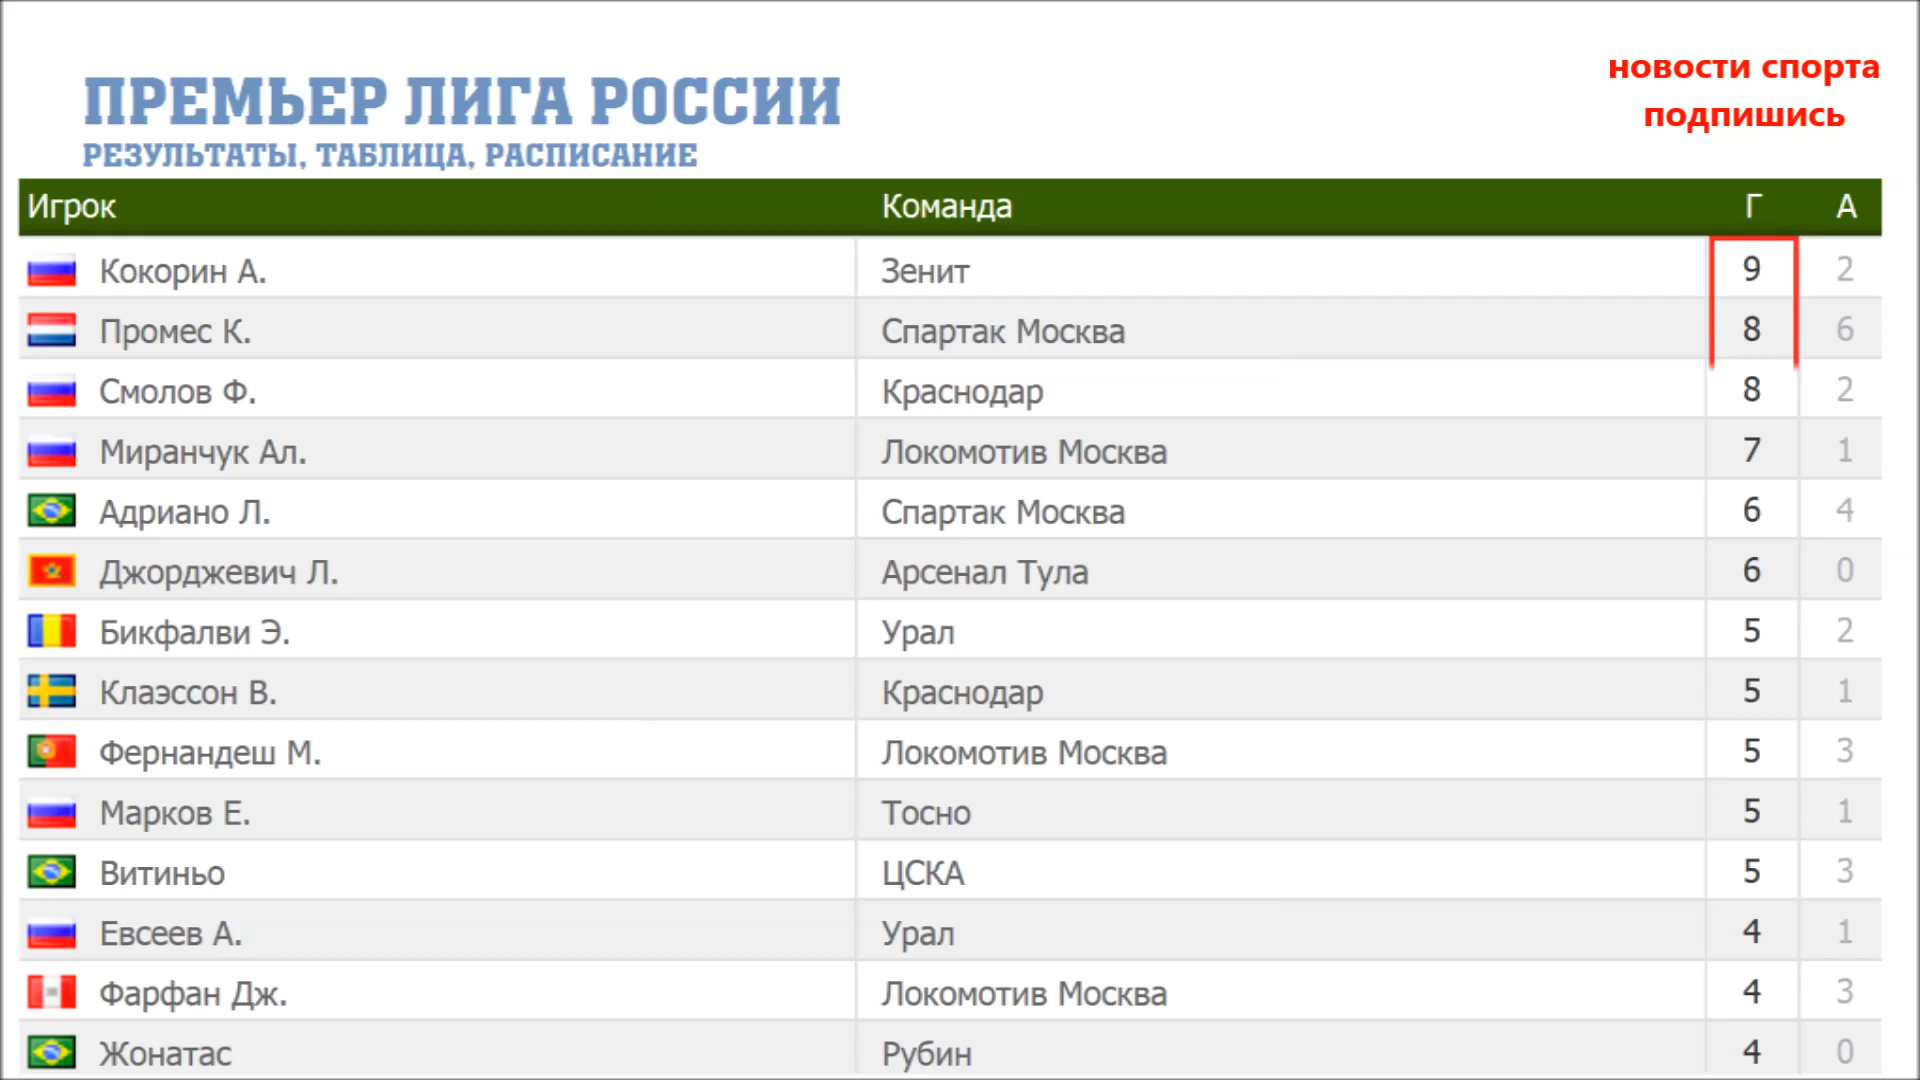 новости спорта
подпишись
ПРЕМЬЕР ЛИГА РОССИИ
РЕЗУЛЬТАТЫ, ТАБЛИЦА, РАСПИСАНИЕ
Игрок Команда Г А
Кокорин А. Зенит 9 2
Промес К. Спартак Москва 8 6
Смолов Ф. Краснодар 8 2
Миранчук Ал. Локомотив Москва 7 1
Адриано Л. Спартак Москва 6 4
Джорджевич Л. Арсенал Тула 6 0
Бикфалви Э. Урал 5 2
Клаэссон В. Краснодар 5 1
Фернандеш М. Локомотив Москва 5 3
Марков Е. Тосно 5 1
Витиньо ЦСКА 5 3
Евсеев А. Урал 4 1
Фарфан Дж. Локомотив Москва 4 3
Жонатас Рубин 4 0